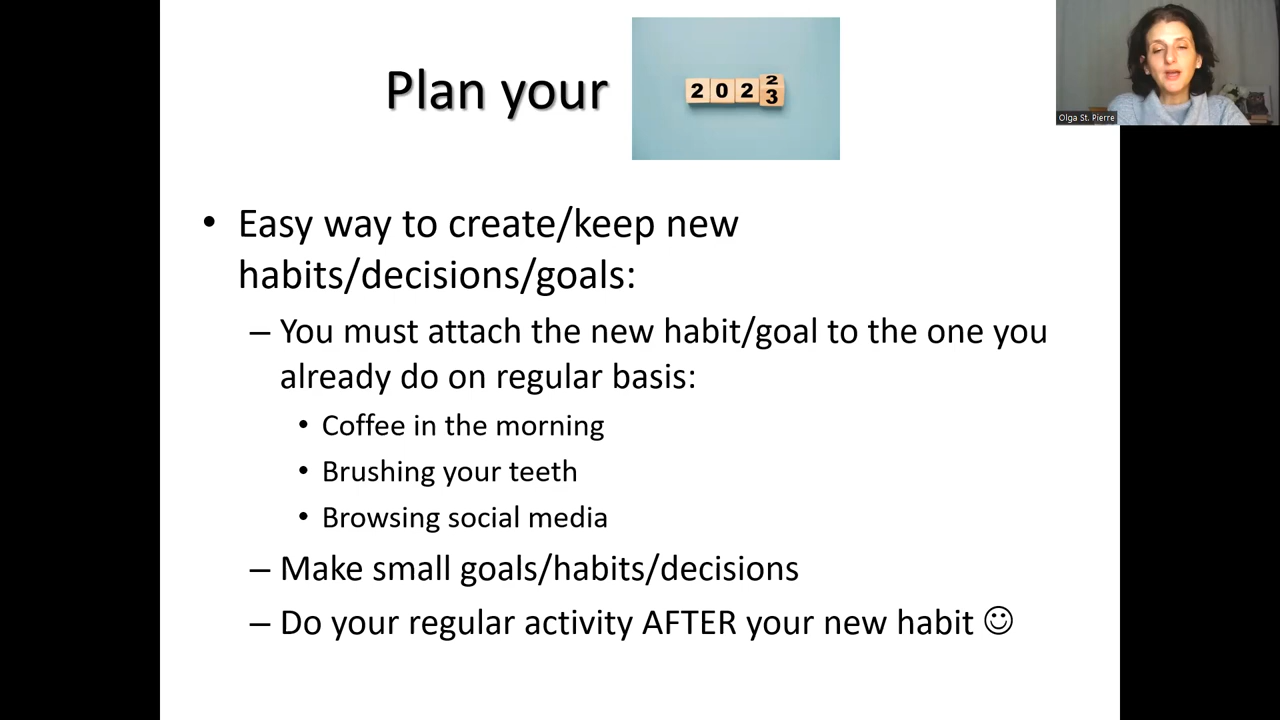 Plan your
2 0 2 2
3
Olga St. Pierre
• Easy way to create/keep new
habits/decisions/goals:
– You must attach the new habit/goal to the one you
already do on regular basis:
• Coffee in the morning
• Brushing your teeth
• Browsing social media
– Make small goals/habits/decisions
– Do your regular activity AFTER your new habit ☺